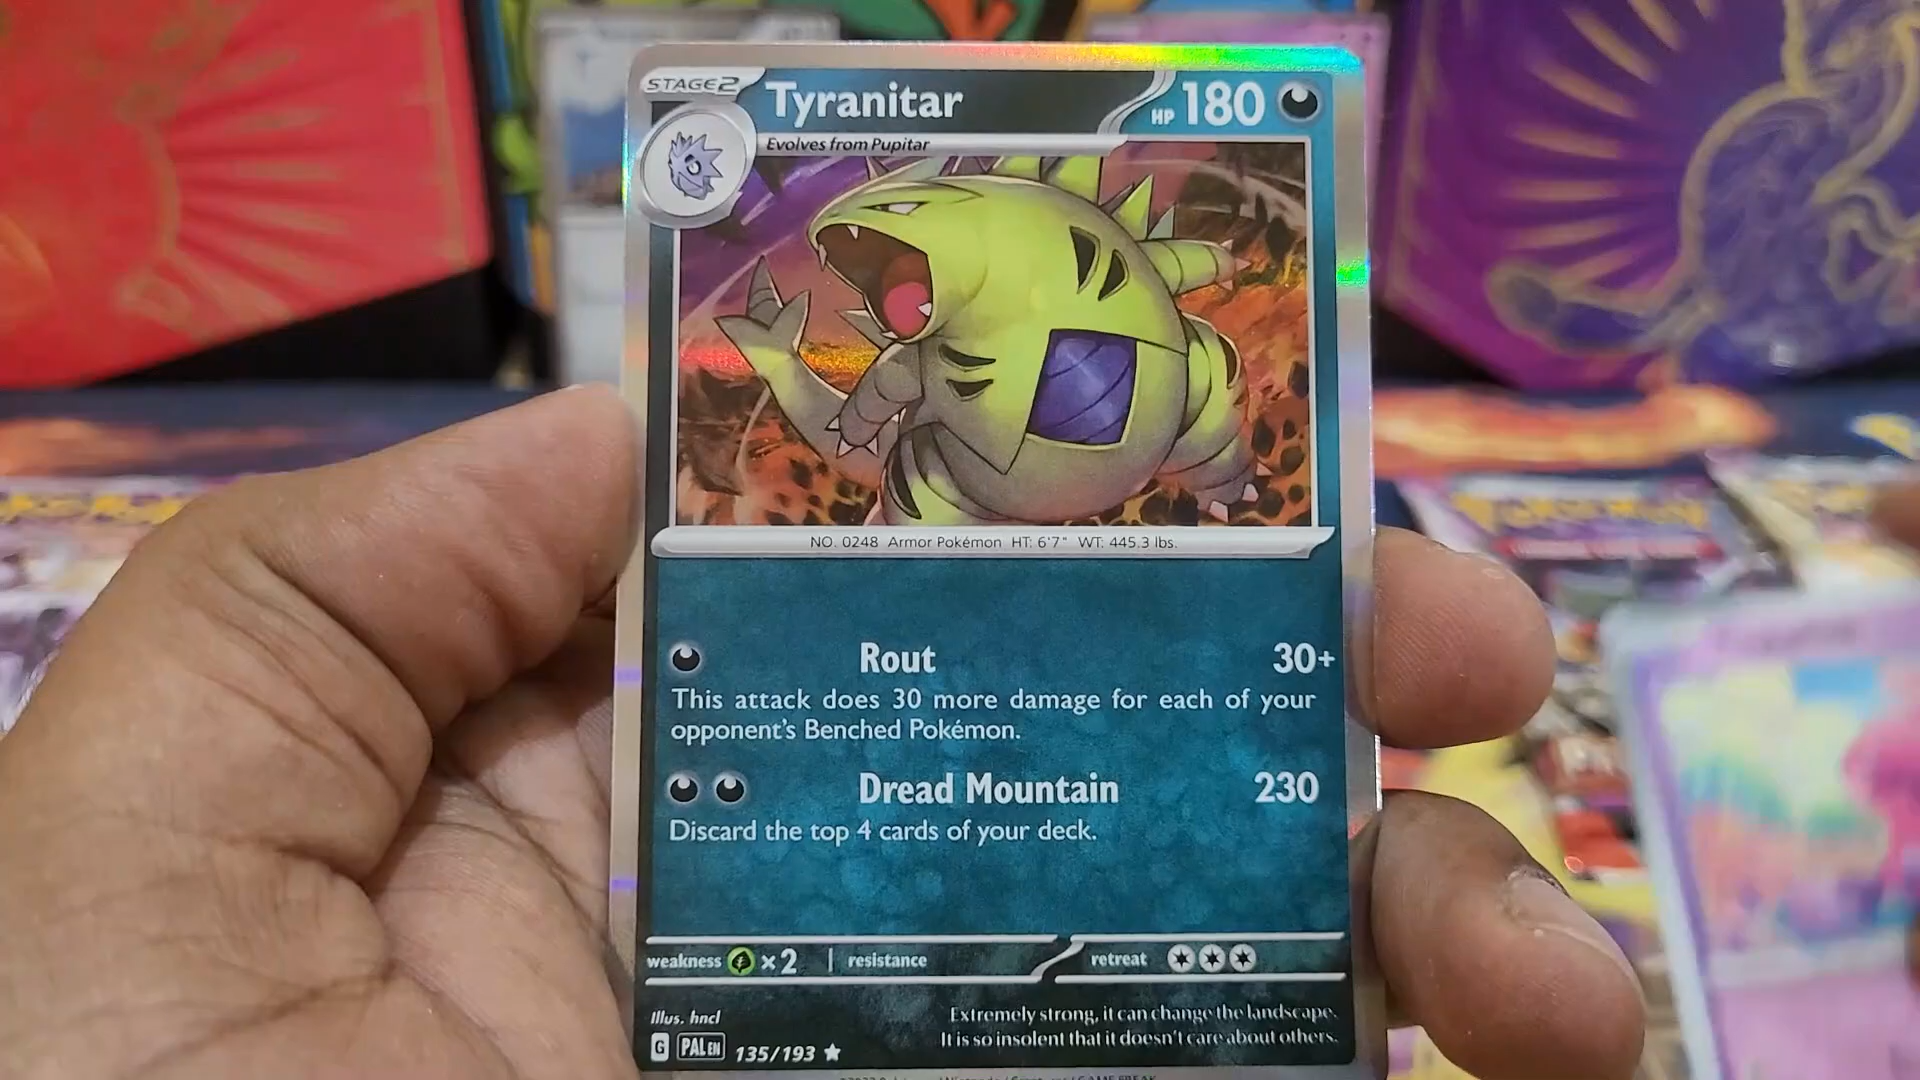 STAGE2
Tyranitar
HP 180
Evolves from Pupitar
NO. 0248 Armor Pokémon HT: 6'7" WT: 445.3 lbs.
Rout 30+
This attack does 30 more damage for each of your
opponent's Benched Pokémon.
Dread Mountain 230
Discard the top 4 cards of your deck.
weakness ×2 resistance retreat
Illus. hncl
Extremely strong, it can change the landscape.
It is so insolent that it doesn't care about others.
G PAL EN 135/193
POKÉMON